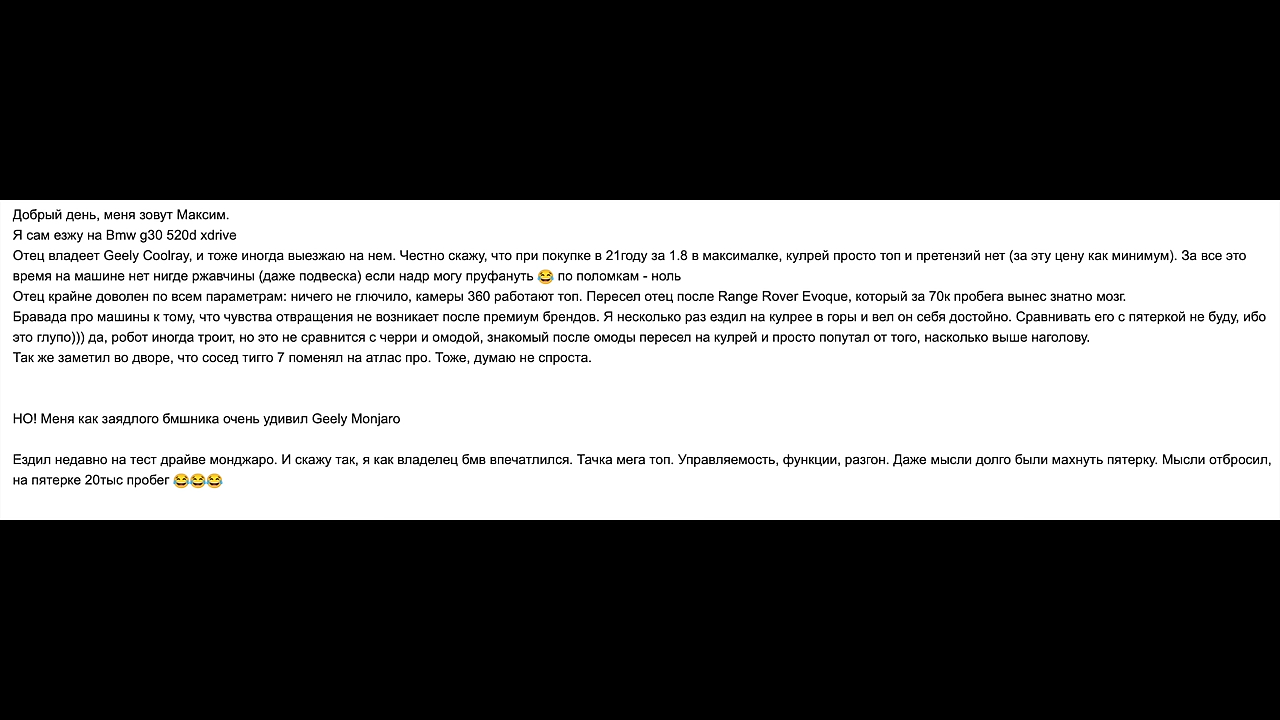 Добрый день, меня зовут Максим.
Я сам езжу на Bmw g30 520d xdrive
Отец владеет Geely Coolray, и тоже иногда выезжаю на нем. Честно скажу, что при покупке в 21году за 1.8 в максималке, кулрей просто топ и претензий нет (за эту цену как минимум). За все это
время на машине нет нигде ржавчины (даже подвеска) если надр могу пруфануть 😂 по поломкам - ноль
Отец крайне доволен по всем параметрам: ничего не глючило, камеры 360 работают топ. Пересел отец после Range Rover Evoque, который за 70к пробега вынес знатно мозг.
Бравада про машины к тому, что чувства отвращения не возникает после премиум брендов. Я несколько раз ездил на кулрее в горы и вел он себя достойно. Сравнивать его с пятеркой не буду, ибо
это глупо))) да, робот иногда троит, но это не сравнится с черри и омодой, знакомый после омоды пересел на кулрей и просто попутал от того, насколько выше наголову.
Так же заметил во дворе, что сосед тигго 7 поменял на атлас про. Тоже, думаю не спроста.
НО! Меня как заядлого бмшника очень удивил Geely Monjaro
Ездил недавно на тест драйве монджаро. И скажу так, я как владелец бмв впечатлился. Тачка мега топ. Управляемость, функции, разгон. Даже мысли долго были махнуть пятерку. Мысли отбросил,
на пятерке 20тыс пробег 😂😂😂